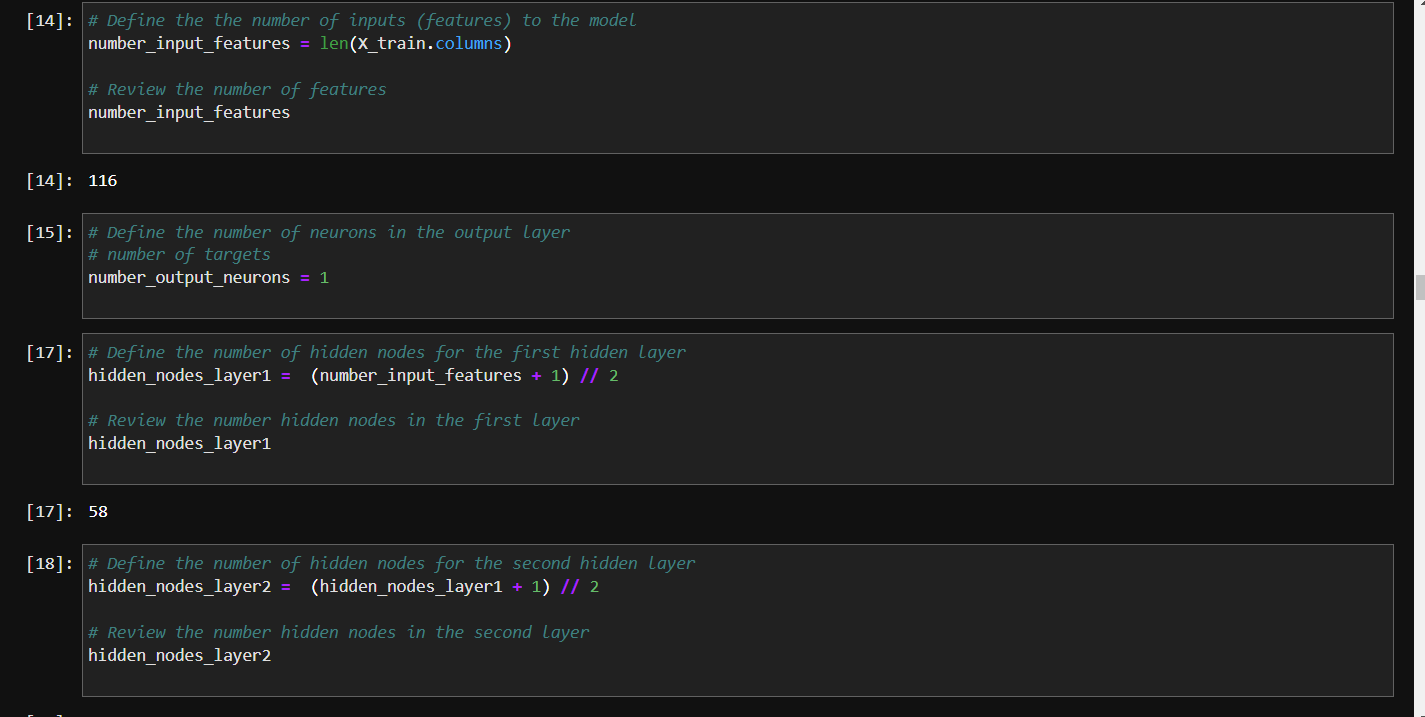 [14]: # Define the the number of inputs (features) to the model
number_input_features = len(X_train.columns)
# Review the number of features
number_input_features
[14]: 116
[15]: # Define the number of neurons in the output layer
# number of targets
number_output_neurons = 1
[17]: # Define the number of hidden nodes for the first hidden layer
hidden_nodes_layer1 =  (number_input_features + 1) // 2
# Review the number hidden nodes in the first layer
hidden_nodes_layer1
[17]: 58
[18]: # Define the number of hidden nodes for the second hidden layer
hidden_nodes_layer2 =  (hidden_nodes_layer1 + 1) // 2
# Review the number hidden nodes in the second layer
hidden_nodes_layer2